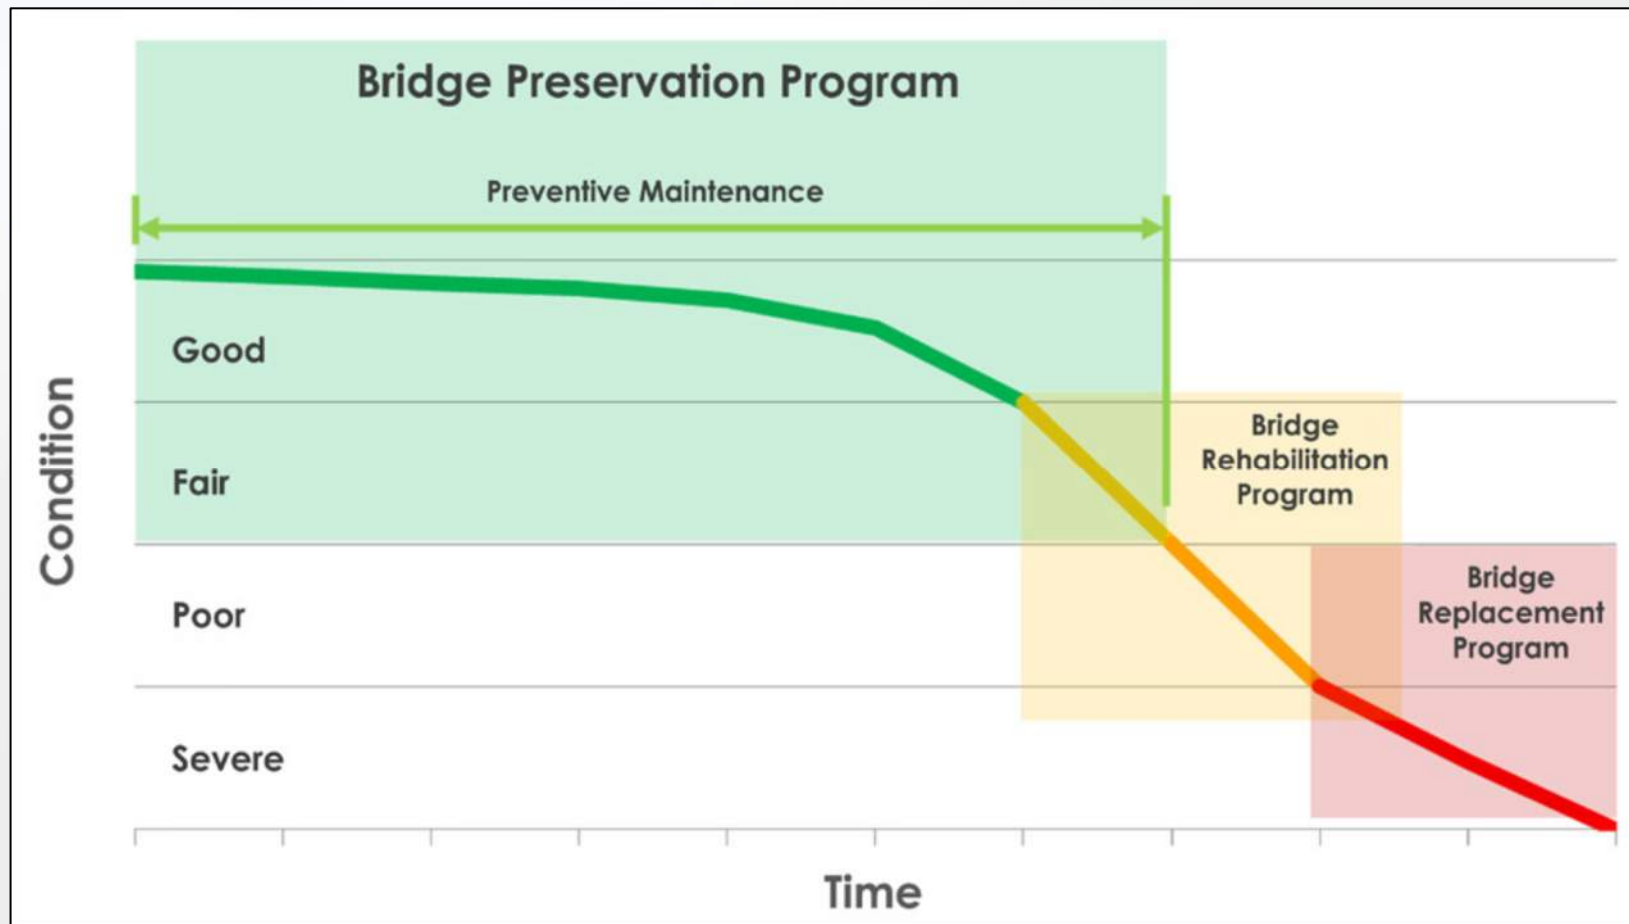 Bridge Preservation Program
Preventive Maintenance
Good
Fair
Poor
Severe
Bridge
Rehabilitation
Program
Bridge
Replacement
Program
Condition
Time